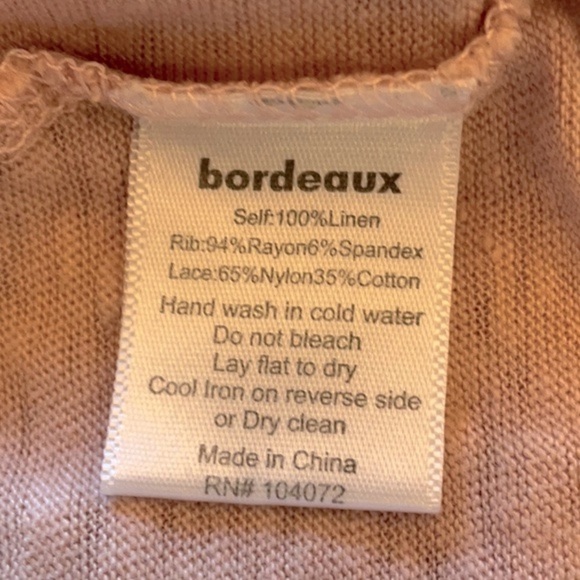 bordeaux
Self:100%Linen
Rib:94%Rayon6%Spandex
Lace:65%Nylon35%Cotton
Hand wash in cold water
Do not bleach
Lay flat to dry
Cool Iron on reverse side
or Dry clean
Made in China
RN# 104072